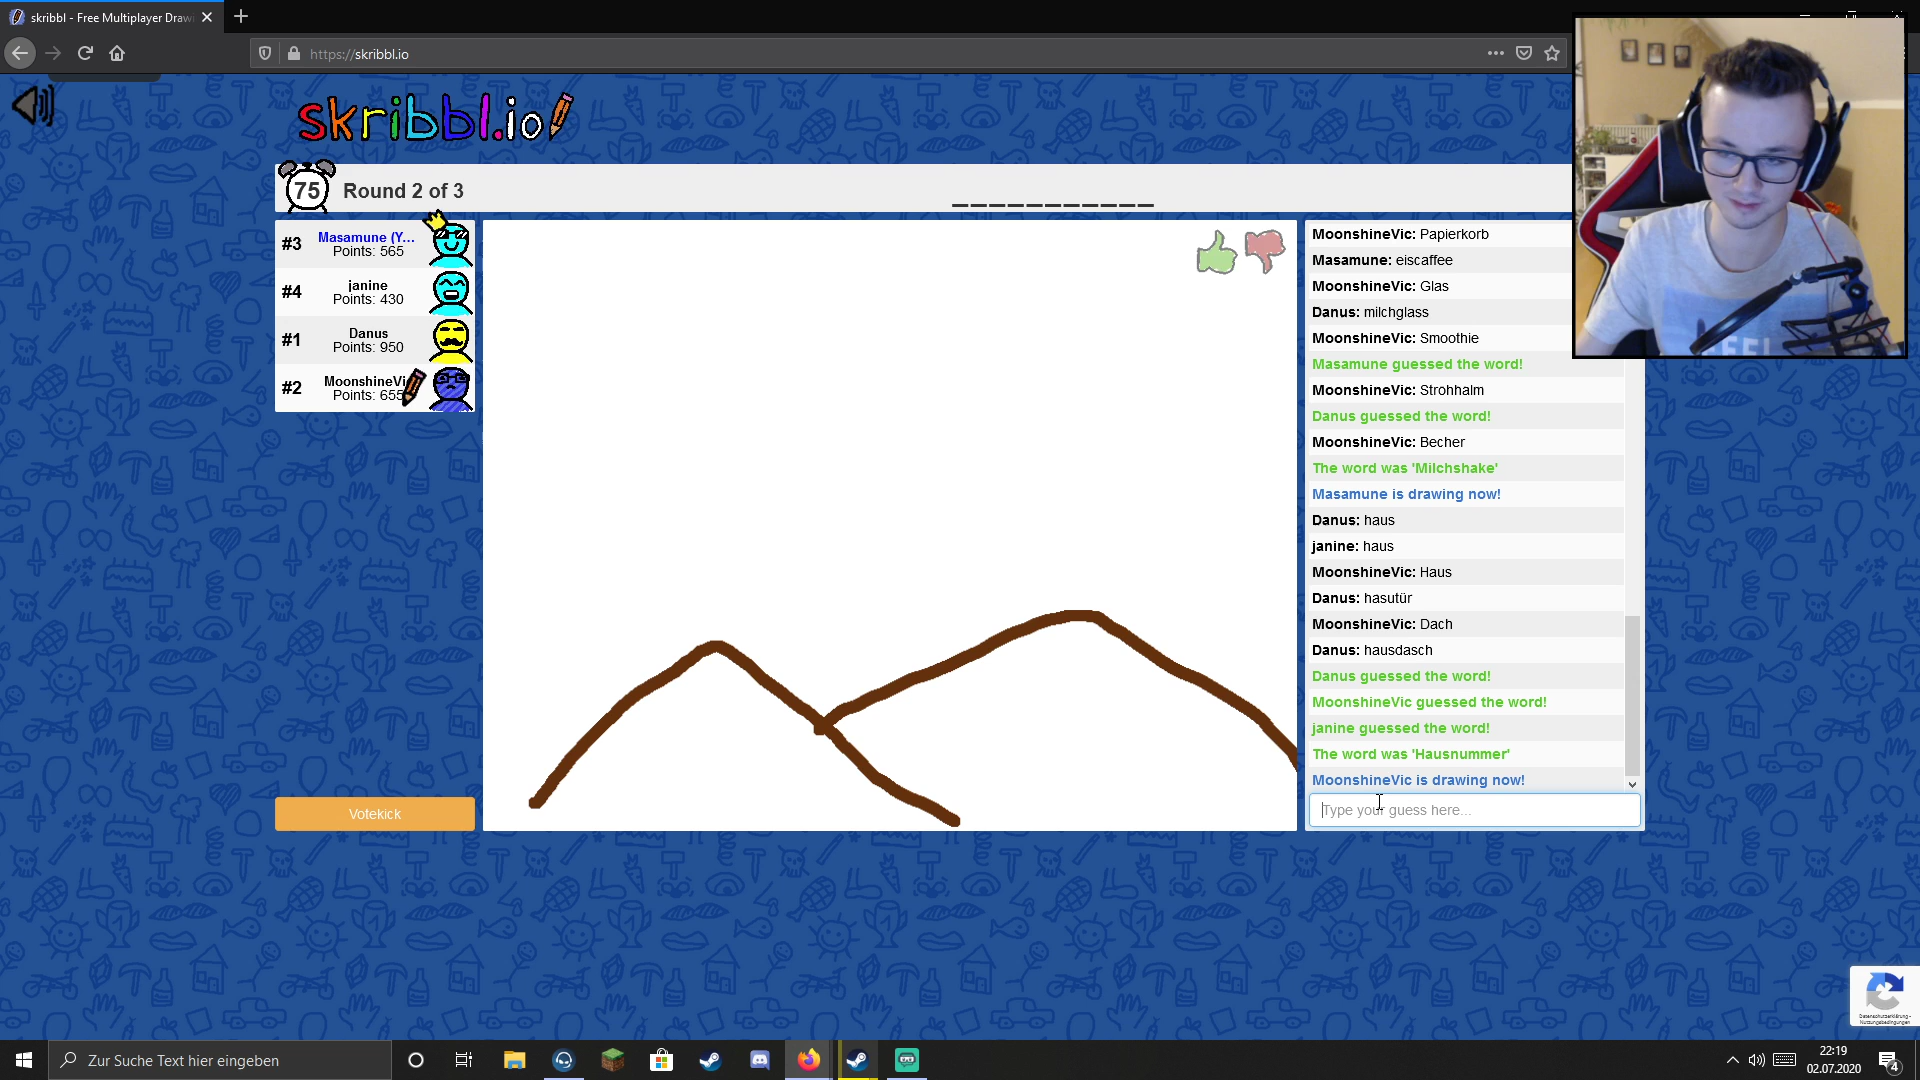 skribbl - Free Multiplayer Draw
https://skribbl.io
skribbl.io
75
Round 2 of 3
___________
#3
Masamune (Y...
Points: 565
#4
janine
Points: 430
#1
Danus
Points: 950
#2
MoonshineVi
Points: 655
Votekick
MoonshineVic: Papierkorb
Masamune: eiscaffee
MoonshineVic: Glas
Danus: milchglass
MoonshineVic: Smoothie
Masamune guessed the word!
MoonshineVic: Strohhalm
Danus guessed the word!
MoonshineVic: Becher
The word was 'Milchshake'
Masamune is drawing now!
Danus: haus
janine: haus
MoonshineVic: Haus
Danus: hasutür
MoonshineVic: Dach
Danus: hausdasch
Danus guessed the word!
MoonshineVic guessed the word!
janine guessed the word!
The word was 'Hausnummer'
MoonshineVic is drawing now!
Type your guess here...
Datenschutzerklärung -
Nutzungsbedingungen
Zur Suche Text hier eingeben
22:19
02.07.2020
4